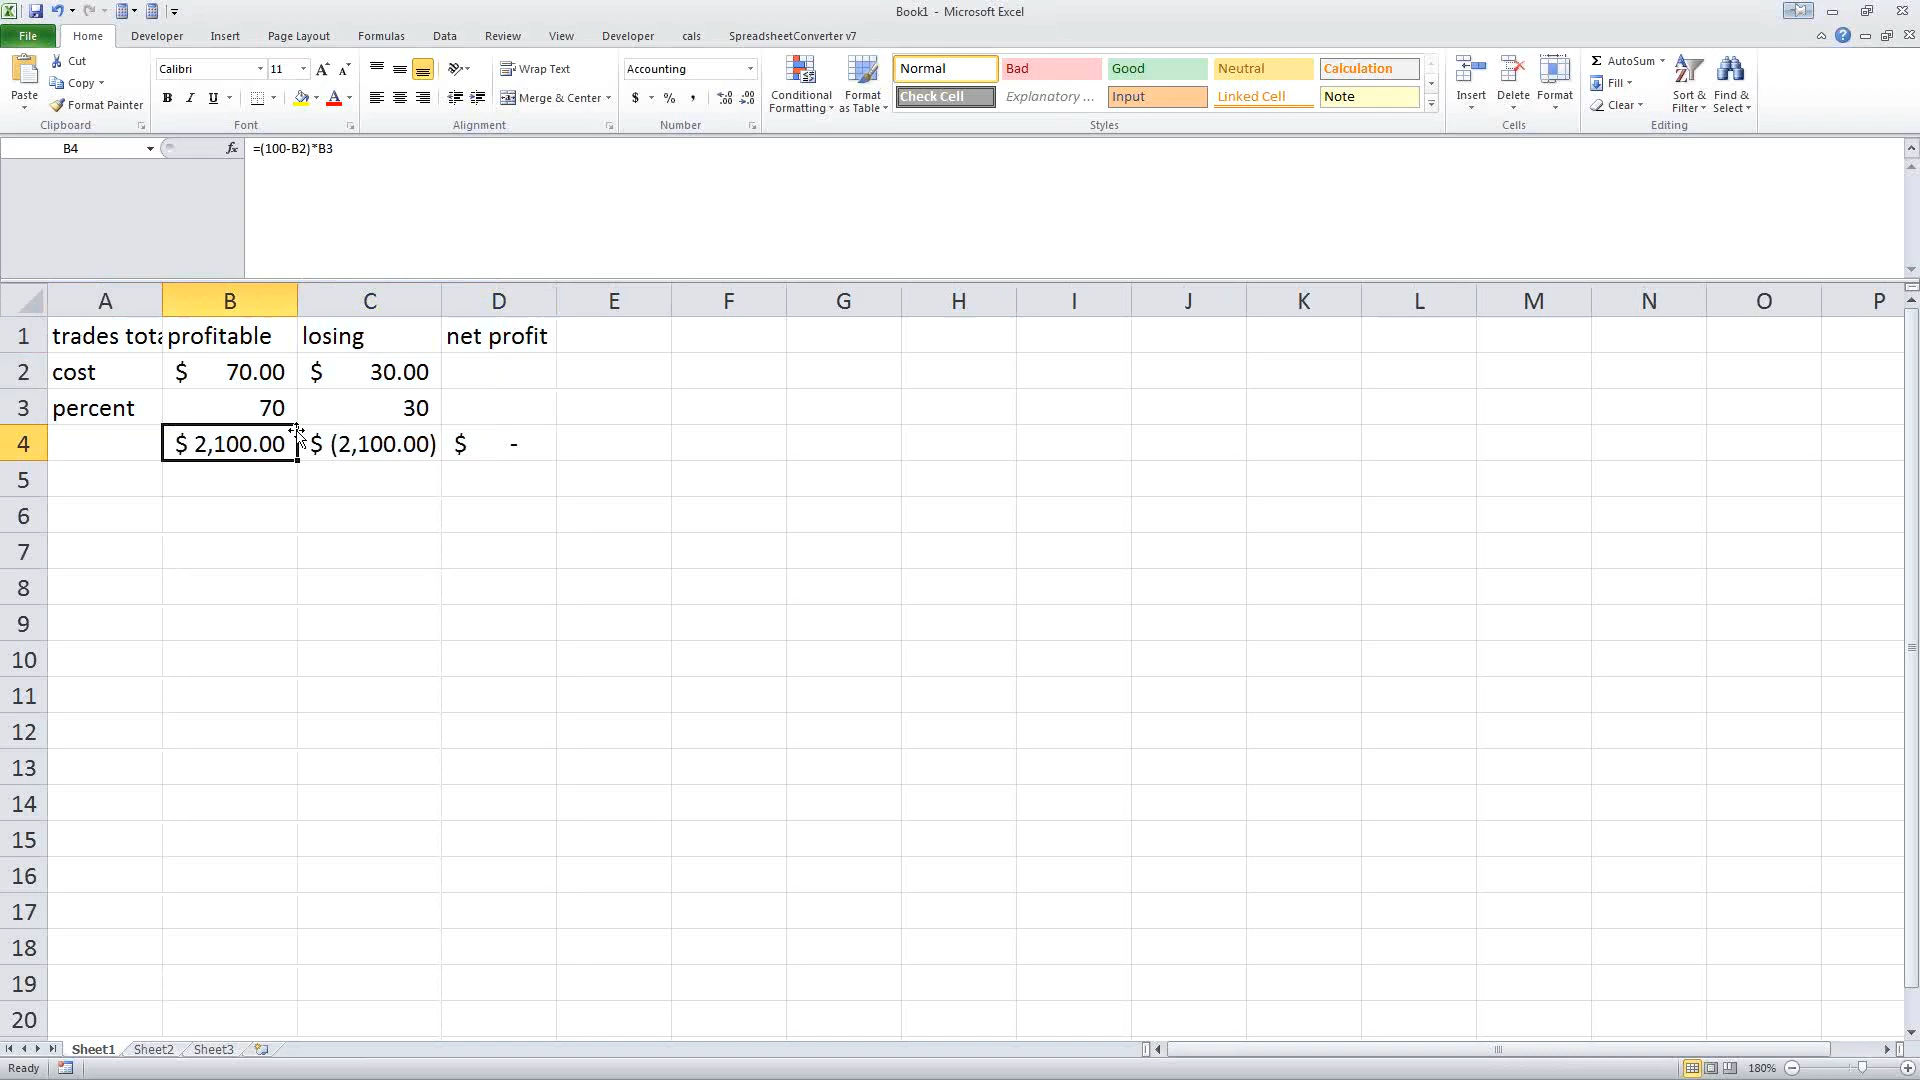 Book1 - Microsoft Excel
File Home Developer Insert Page Layout Formulas Data Review View Developer cals SpreadsheetConverter v7
Paste
Cut
Copy
Format Painter
Clipboard
Calibri 11
B I U
Font
Wrap Text
Merge & Center
Alignment
Accounting
$ % ,
Number
Conditional Formatting
Format as Table
Normal Bad Good Neutral Calculation
Check Cell Explanatory ... Input Linked Cell Note
Styles
Insert Delete Format
Cells
Σ AutoSum
Fill
Clear
Sort & Filter
Find & Select
Editing
B4 fx =(100-B2)*B3
A B C D E F G H I J K L M N O P
1 trades tota profitable losing net profit
2 cost $ 70.00 $ 30.00
3 percent 70 30
4 $ 2,100.00 $ (2,100.00) $ -
5
6
7
8
9
10
11
12
13
14
15
16
17
18
19
20
Sheet1 Sheet2 Sheet3
Ready 180%